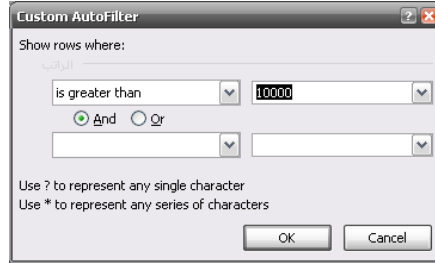 Custom AutoFilter
Show rows where:
الراتب
is greater than 10000
And Or
Use ? to represent any single character
Use * to represent any series of characters
OK Cancel